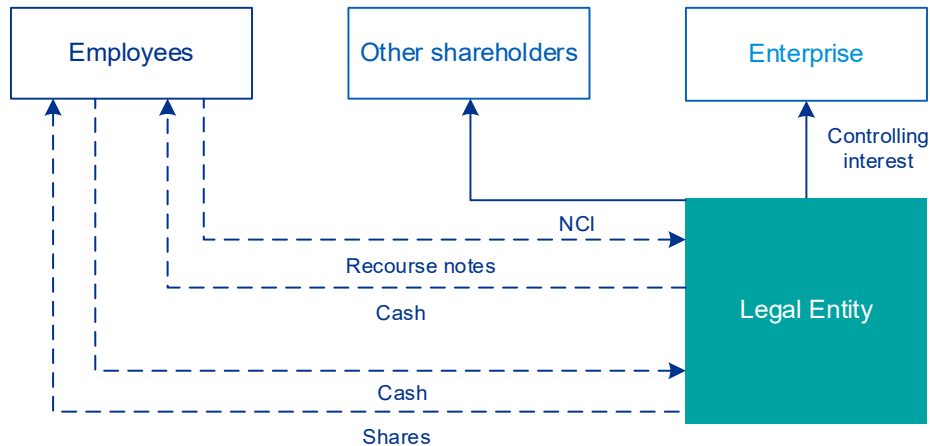 Employees
Other shareholders
Enterprise
Controlling
interest
NCI
Recourse notes
Legal Entity
Cash
Cash
Shares